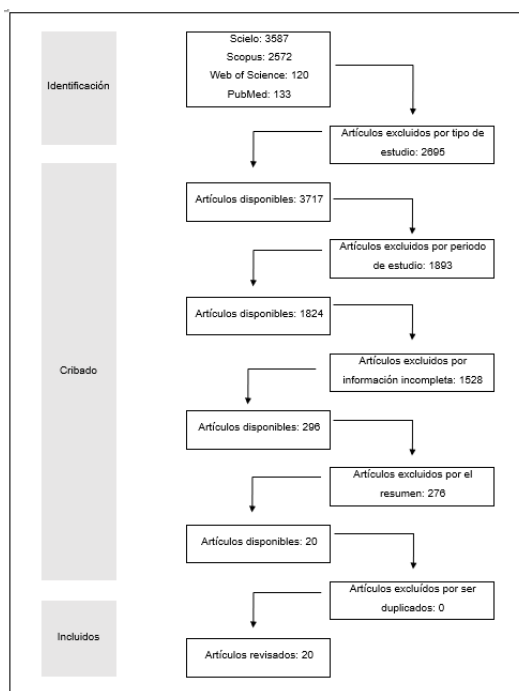 Identificación
Scielo: 3587
Scopus: 2572
Web of Science: 120
PubMed: 133
Artículos excluidos por tipo de
estudio: 2695
Cribado
Artículos disponibles: 3717
Artículos excluidos por periodo
de estudio: 1893
Artículos disponibles: 1824
Artículos excluidos por
información incompleta: 1528
Artículos disponibles: 296
Artículos excluidos por el
resumen: 276
Artículos disponibles: 20
Artículos excluídos por ser
duplicados: 0
Incluidos
Artículos revisados: 20